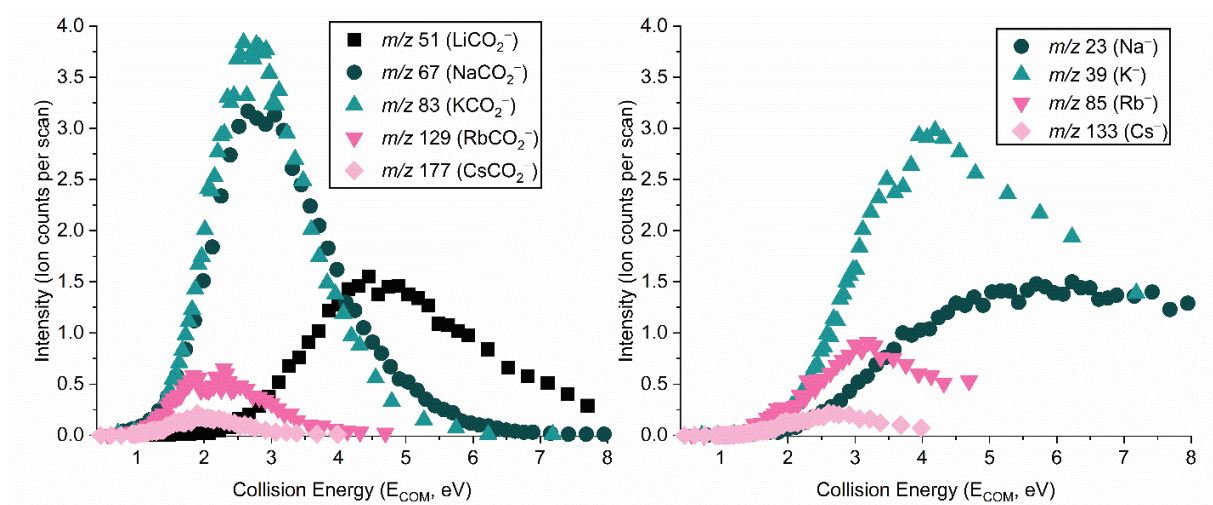 4.0
3.5
3.0
2.5
2.0
1.5
1.0
0.5
0.0
Intensity (Ion counts per scan)
m/z 51 (LiCO₂⁻)
m/z 67 (NaCO₂⁻)
m/z 83 (KCO₂⁻)
m/z 129 (RbCO₂⁻)
m/z 177 (CsCO₂⁻)
1 2 3 4 5 6 7 8
Collision Energy (E_COM, eV)
4.0
3.5
3.0
2.5
2.0
1.5
1.0
0.5
0.0
Intensity (Ion counts per scan)
m/z 23 (Na⁻)
m/z 39 (K⁻)
m/z 85 (Rb⁻)
m/z 133 (Cs⁻)
1 2 3 4 5 6 7 8
Collision Energy (E_COM, eV)